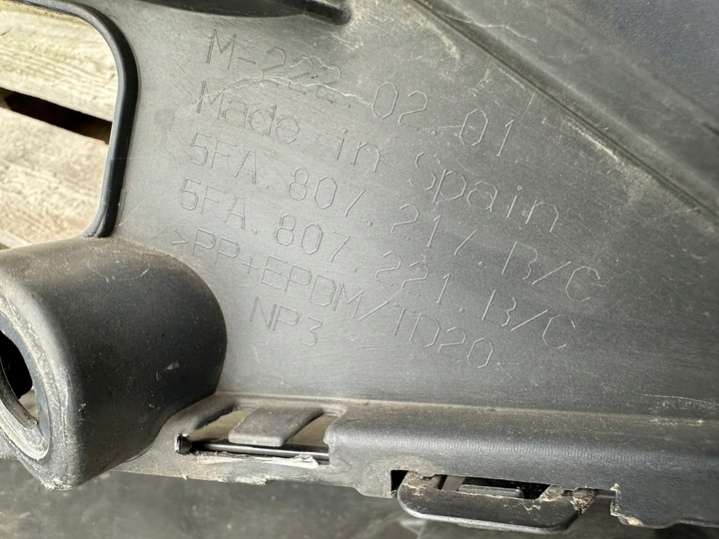 M-222.02.01
Made in Spain
5FA.807.217.B/C
5FA.807.221.B/C
>PP+EPDM/TD20
NP3